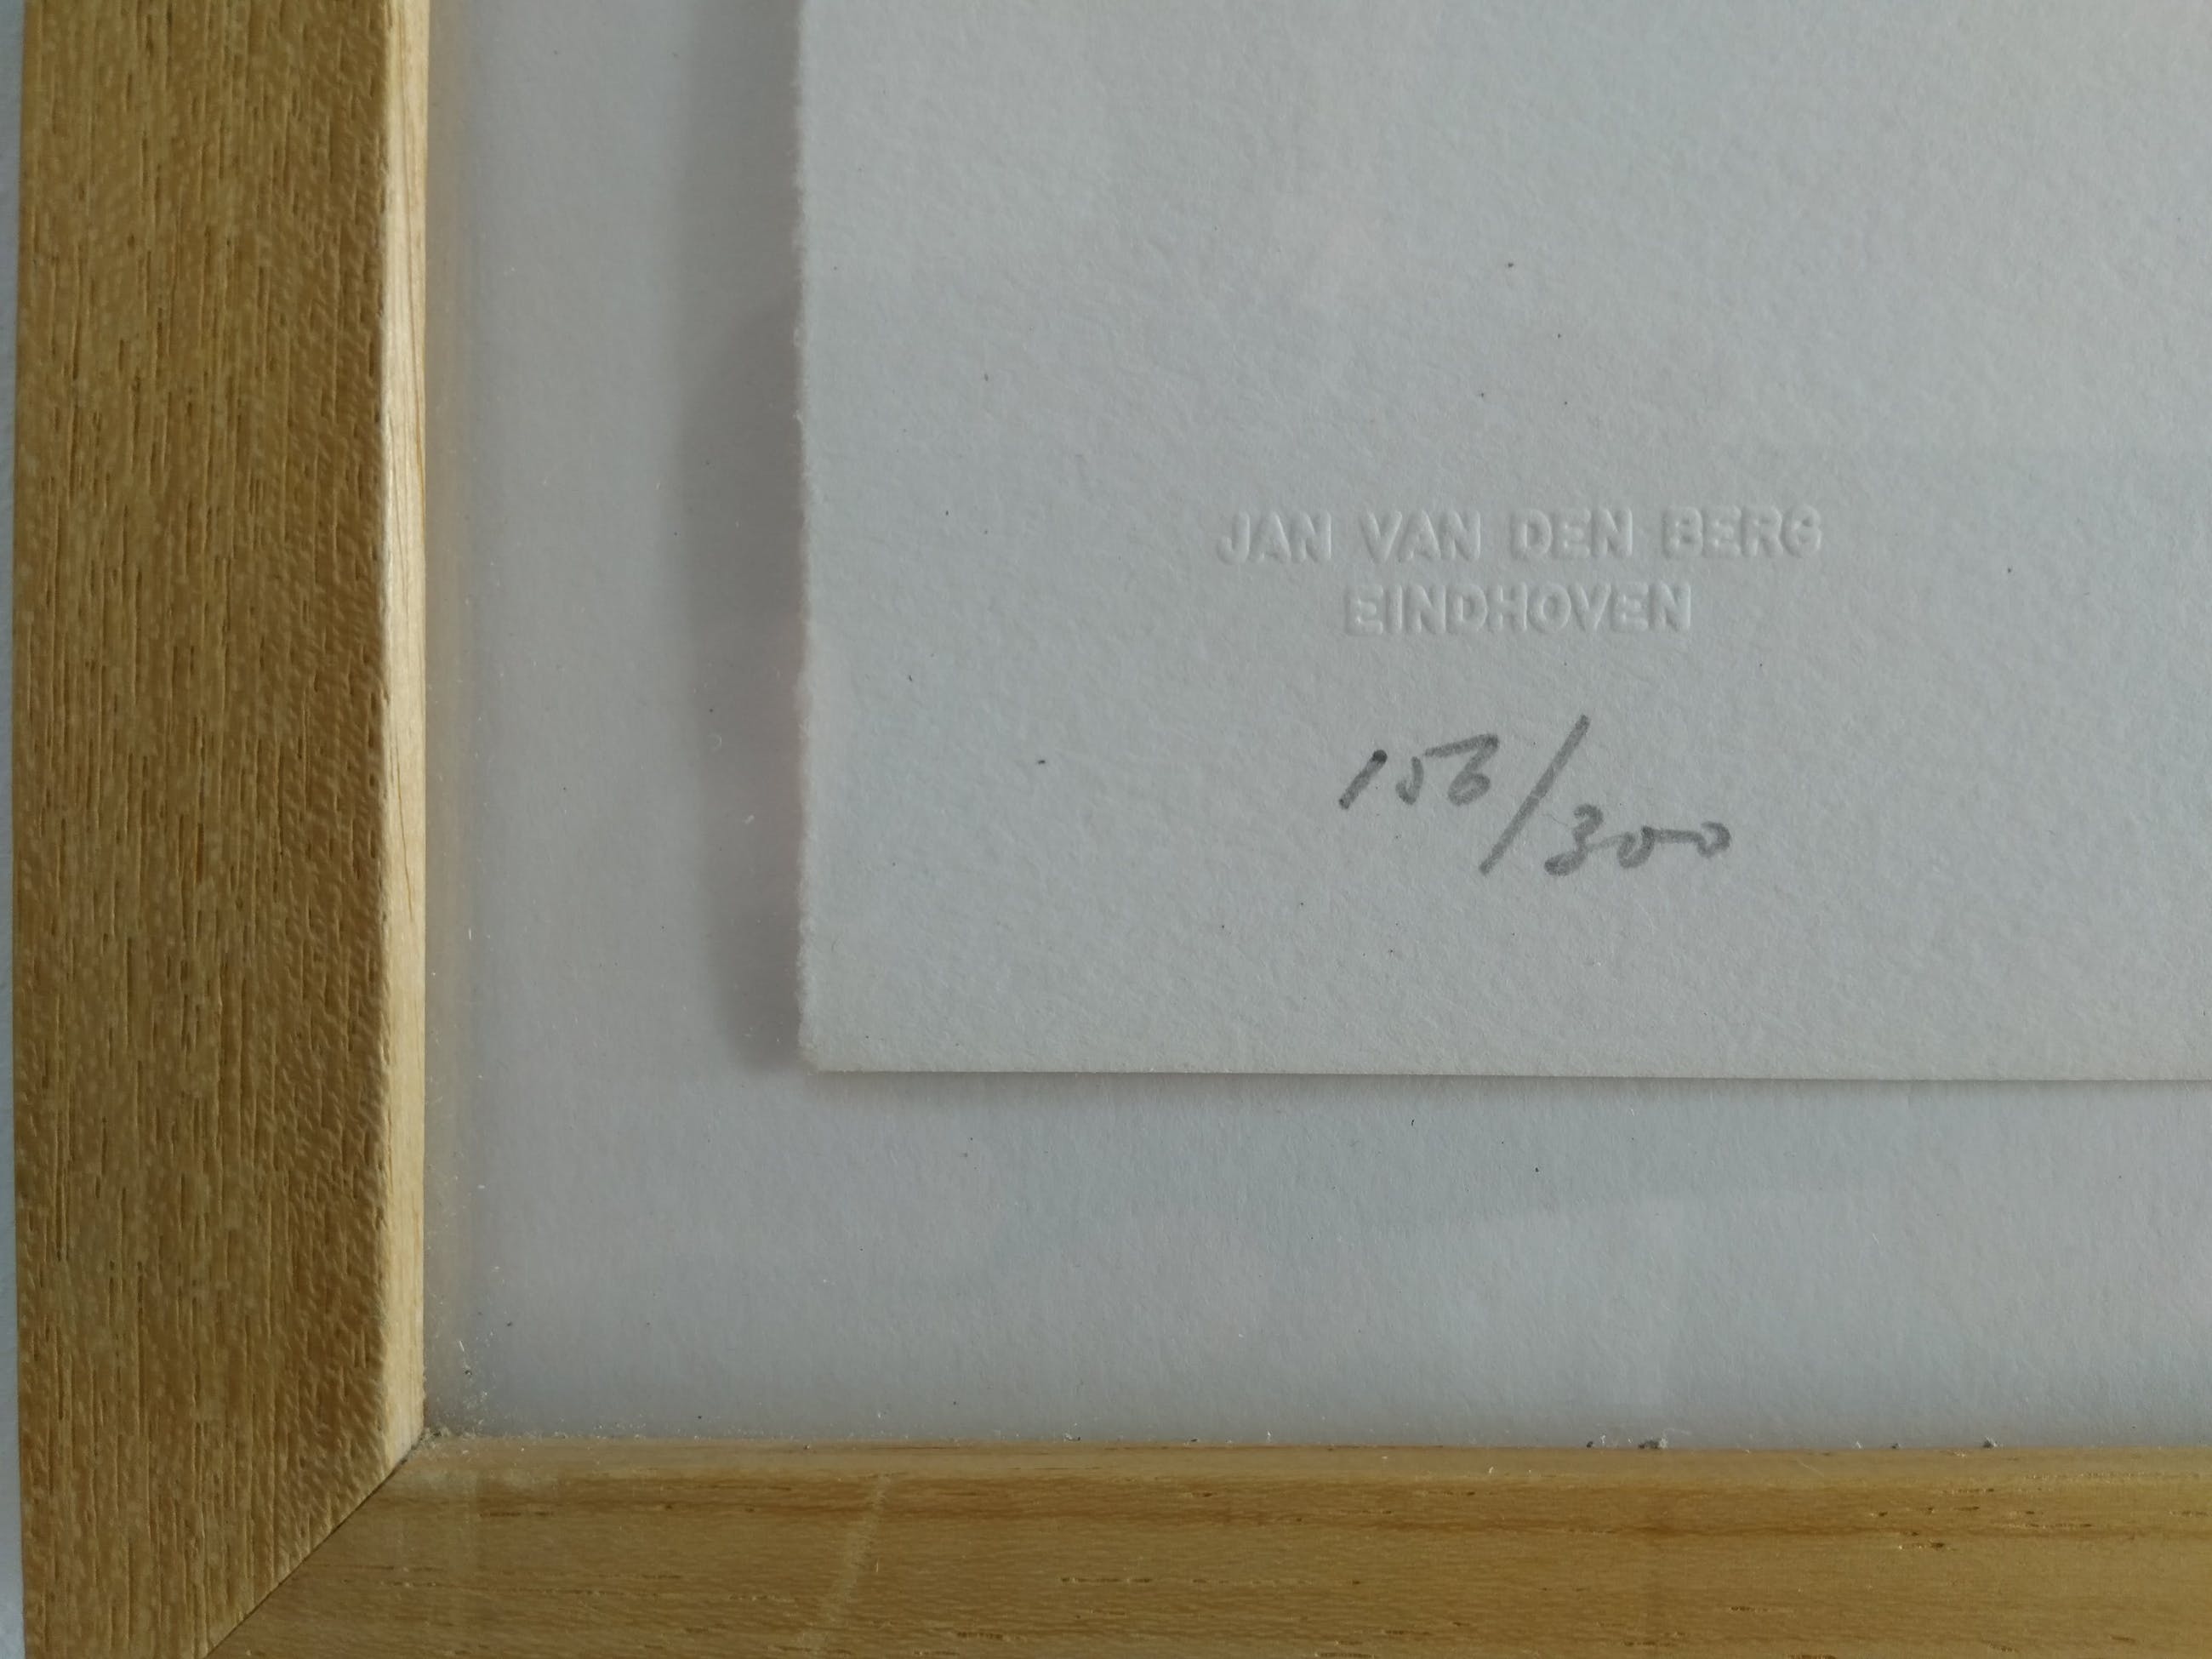 JAN VAN DEN BERG
EINDHOVEN
156/300